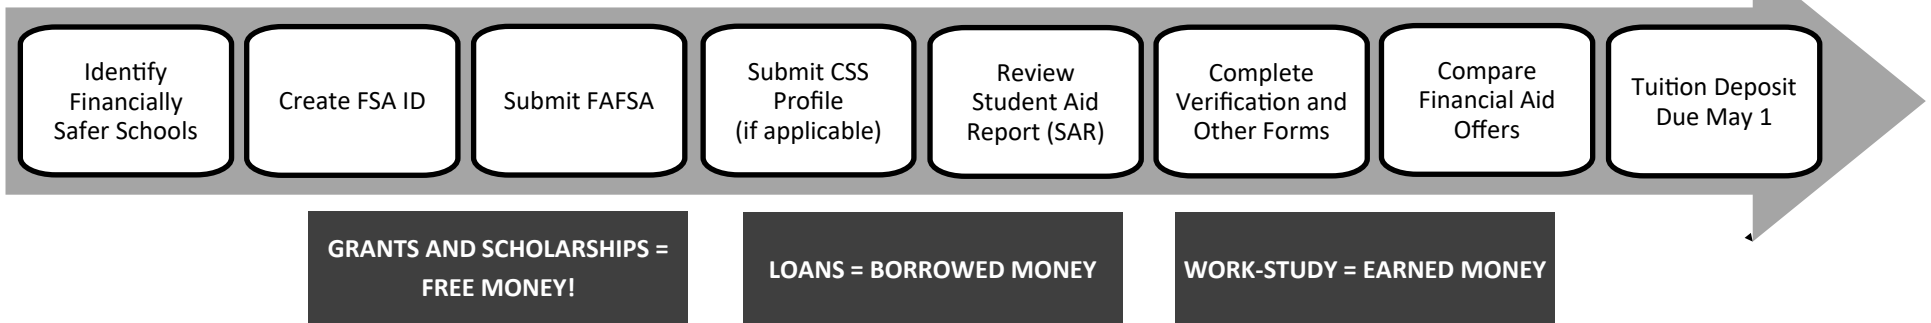 Identify
Financially
Safer Schools
Create FSA ID
Submit FAFSA
Submit CSS
Profile
(if applicable)
Review
Student Aid
Report (SAR)
Complete
Verification and
Other Forms
Compare
Financial Aid
Offers
Tuition Deposit
Due May 1
GRANTS AND SCHOLARSHIPS =
FREE MONEY!
LOANS = BORROWED MONEY
WORK-STUDY = EARNED MONEY